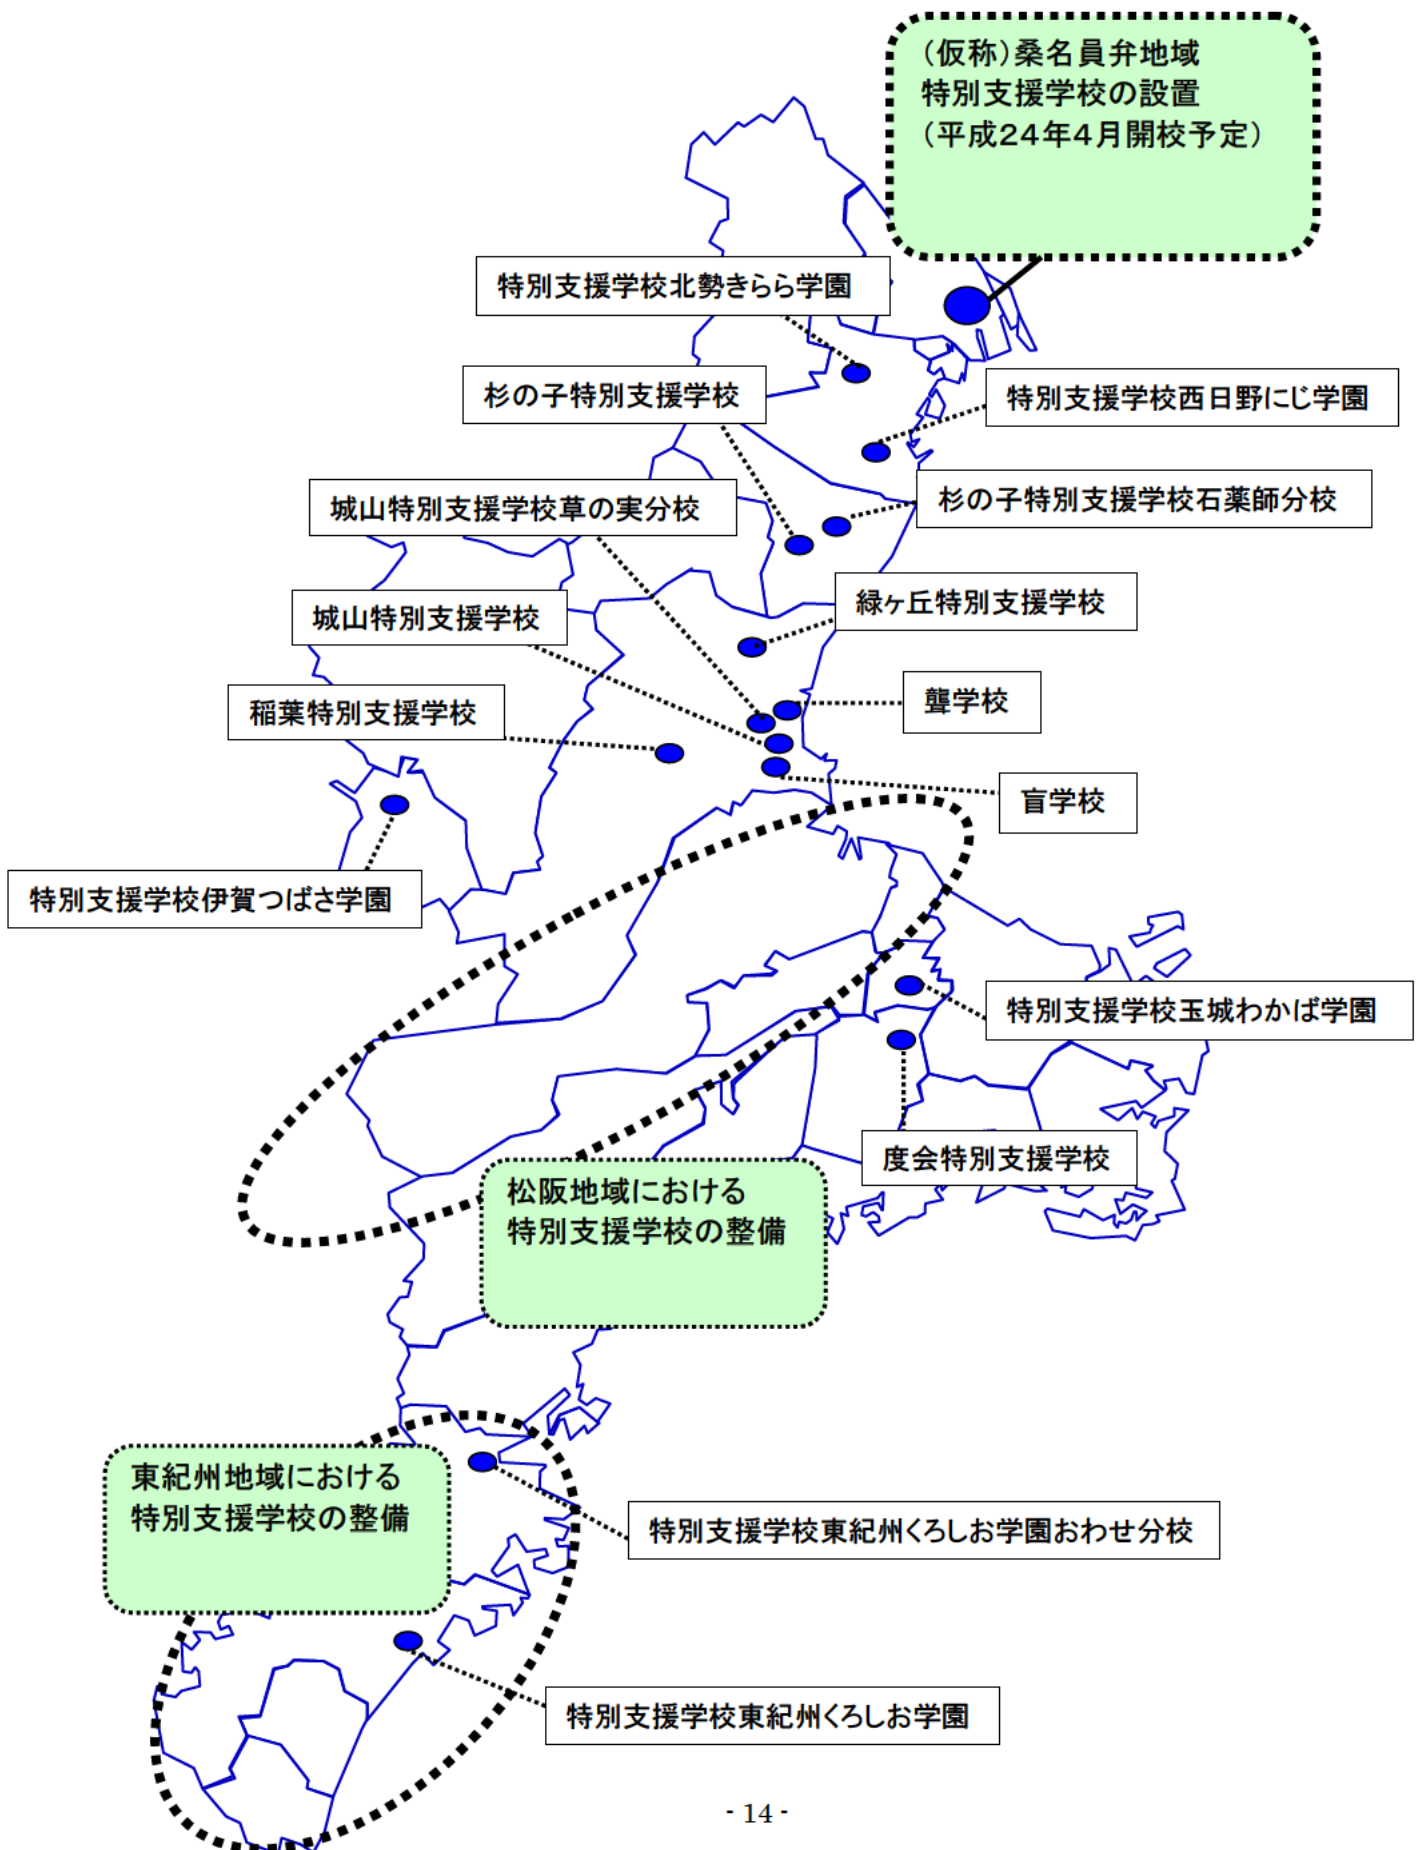 (仮称)桑名員弁地域
特別支援学校の設置
(平成24年4月開校予定)
特別支援学校北勢きらら学園
杉の子特別支援学校
特別支援学校西日野にじ学園
城山特別支援学校草の実分校
杉の子特別支援学校石薬師分校
城山特別支援学校
緑ヶ丘特別支援学校
稲葉特別支援学校
聾学校
盲学校
特別支援学校伊賀つばさ学園
特別支援学校玉城わかば学園
度会特別支援学校
松阪地域における
特別支援学校の整備
東紀州地域における
特別支援学校の整備
特別支援学校東紀州くろしお学園おわせ分校
特別支援学校東紀州くろしお学園
- 14 -